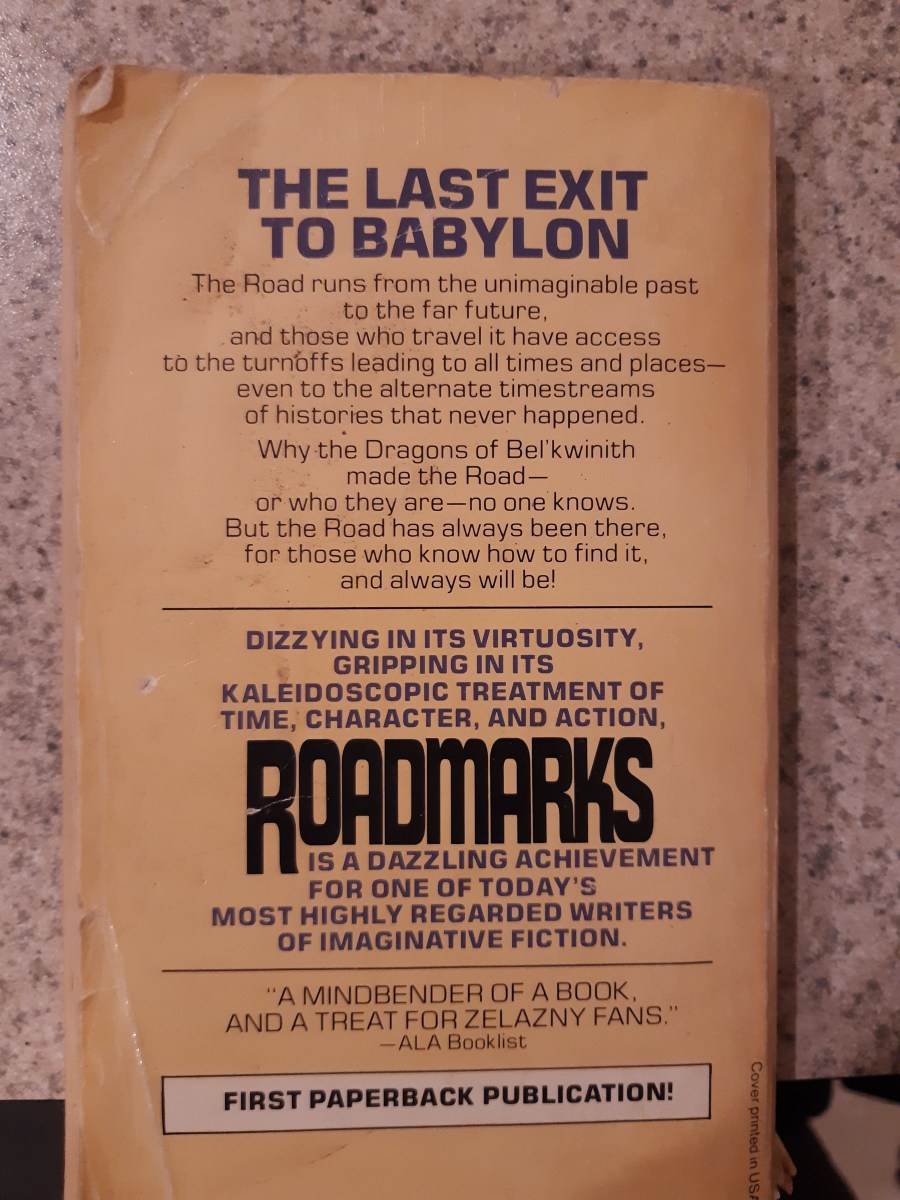 THE LAST EXIT
TO BABYLON
The Road runs from the unimaginable past
to the far future,
and those who travel it have access
to the turnoffs leading to all times and places—
even to the alternate timestreams
of histories that never happened.
Why the Dragons of Bel'kwinith
made the Road—
or who they are—no one knows.
But the Road has always been there,
for those who know how to find it,
and always will be!
DIZZYING IN ITS VIRTUOSITY,
GRIPPING IN ITS
KALEIDOSCOPIC TREATMENT OF
TIME, CHARACTER, AND ACTION,
ROADMARKS
IS A DAZZLING ACHIEVEMENT
FOR ONE OF TODAY'S
MOST HIGHLY REGARDED WRITERS
OF IMAGINATIVE FICTION.
"A MINDBENDER OF A BOOK,
AND A TREAT FOR ZELAZNY FANS."
—ALA Booklist
FIRST PAPERBACK PUBLICATION!
Cover printed in USA